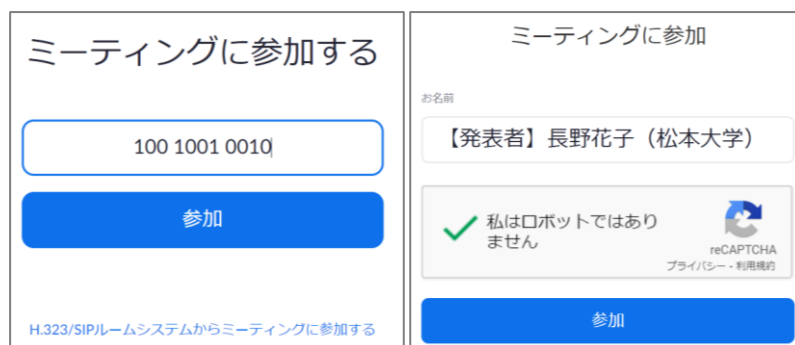 ミーティングに参加する
100 1001 0010
参加
H.323/SIPルームシステムからミーティングに参加する
ミーティングに参加
お名前
【発表者】長野花子（松本大学）
私はロボットではあり
ません
reCAPTCHA
プライバシー - 利用規約
参加